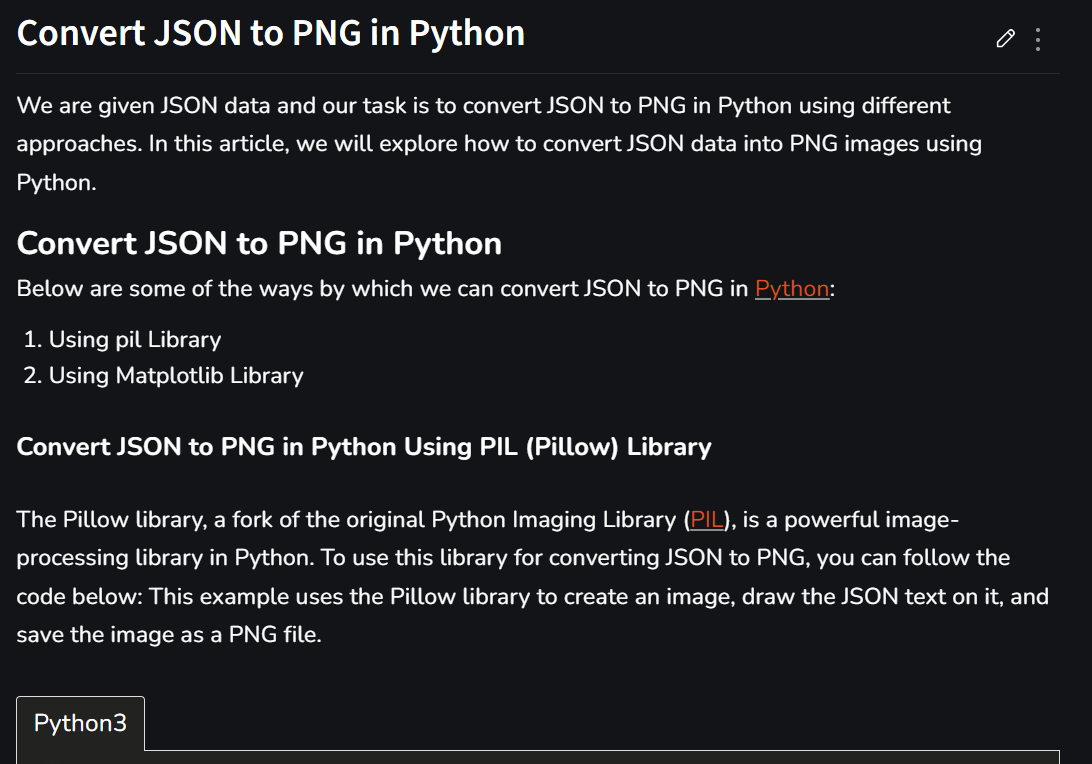 Convert JSON to PNG in Python
We are given JSON data and our task is to convert JSON to PNG in Python using different
approaches. In this article, we will explore how to convert JSON data into PNG images using
Python.
Convert JSON to PNG in Python
Below are some of the ways by which we can convert JSON to PNG in Python:
1. Using pil Library
2. Using Matplotlib Library
Convert JSON to PNG in Python Using PIL (Pillow) Library
The Pillow library, a fork of the original Python Imaging Library (PIL), is a powerful image-
processing library in Python. To use this library for converting JSON to PNG, you can follow the
code below: This example uses the Pillow library to create an image, draw the JSON text on it, and
save the image as a PNG file.
Python3